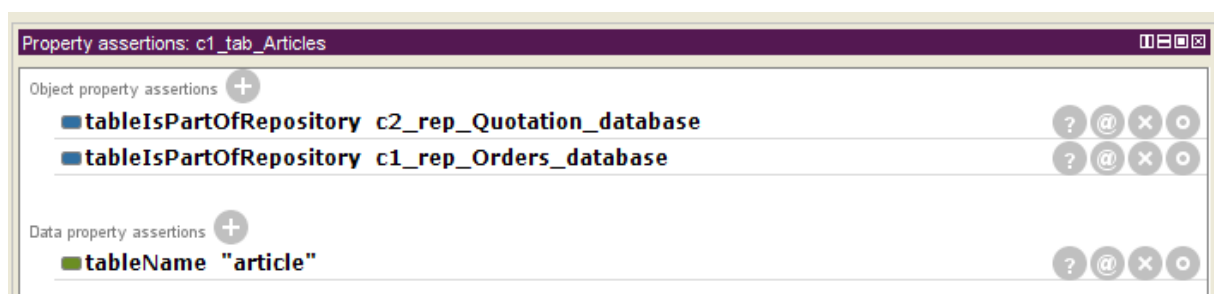 Property assertions: c1_tab_Articles
Object property assertions
tableIsPartOfRepository c2_rep_Quotation_database
? @
tableIsPartOfRepository c1_rep_Orders_database
? @
Data property assertions
tableName "article"
? @